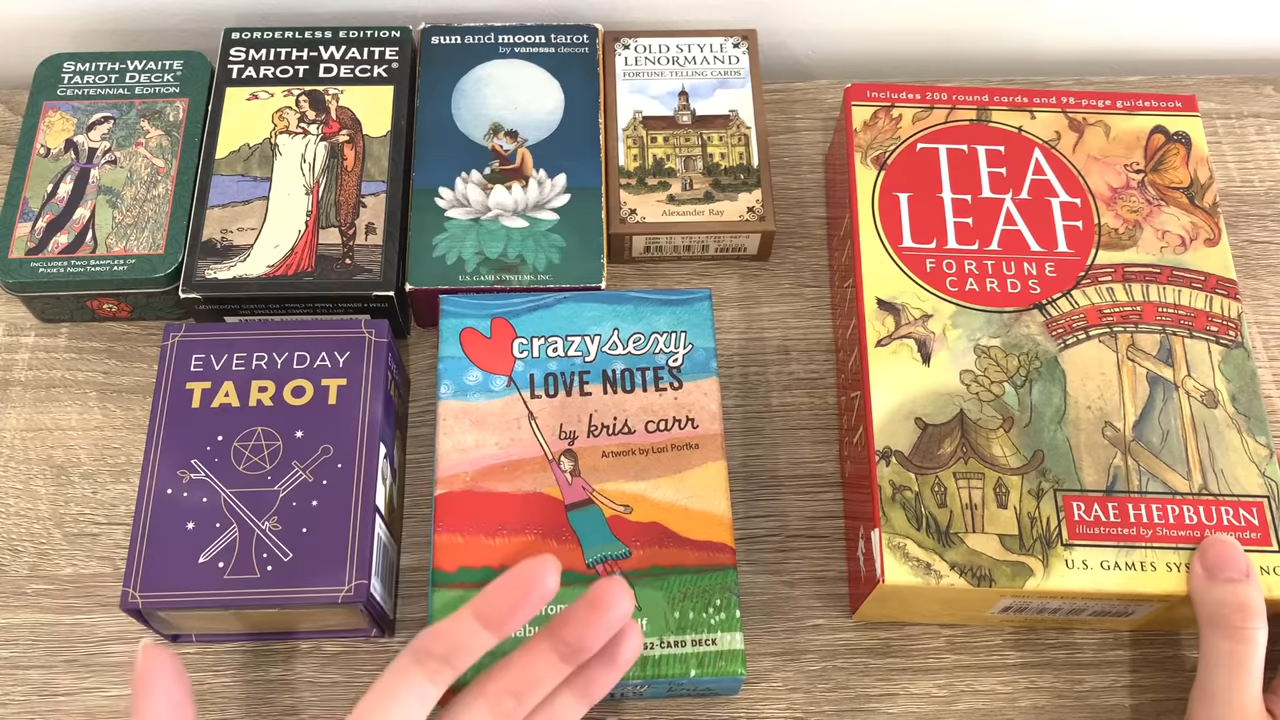 SMITH-WAITE
TAROT DECK®
CENTENNIAL EDITION
INCLUDES TWO SAMPLES OF
PIXIE'S NON-TAROT ART
BORDERLESS EDITION
SMITH-WAITE
TAROT DECK®
sun and moon tarot
by vanessa decort
U.S. GAMES SYSTEMS, INC.
OLD STYLE
LENORMAND
FORTUNE-TELLING CARDS
Alexander Ray
Includes 200 round cards and 98-page guidebook
TEA
LEAF
FORTUNE
CARDS
RAE HEPBURN
illustrated by Shawna Alexander
U.S. GAMES
EVERYDAY
TAROT
crazy sexy
LOVE NOTES
by kris carr
Artwork by Lori Portka
52-CARD DECK